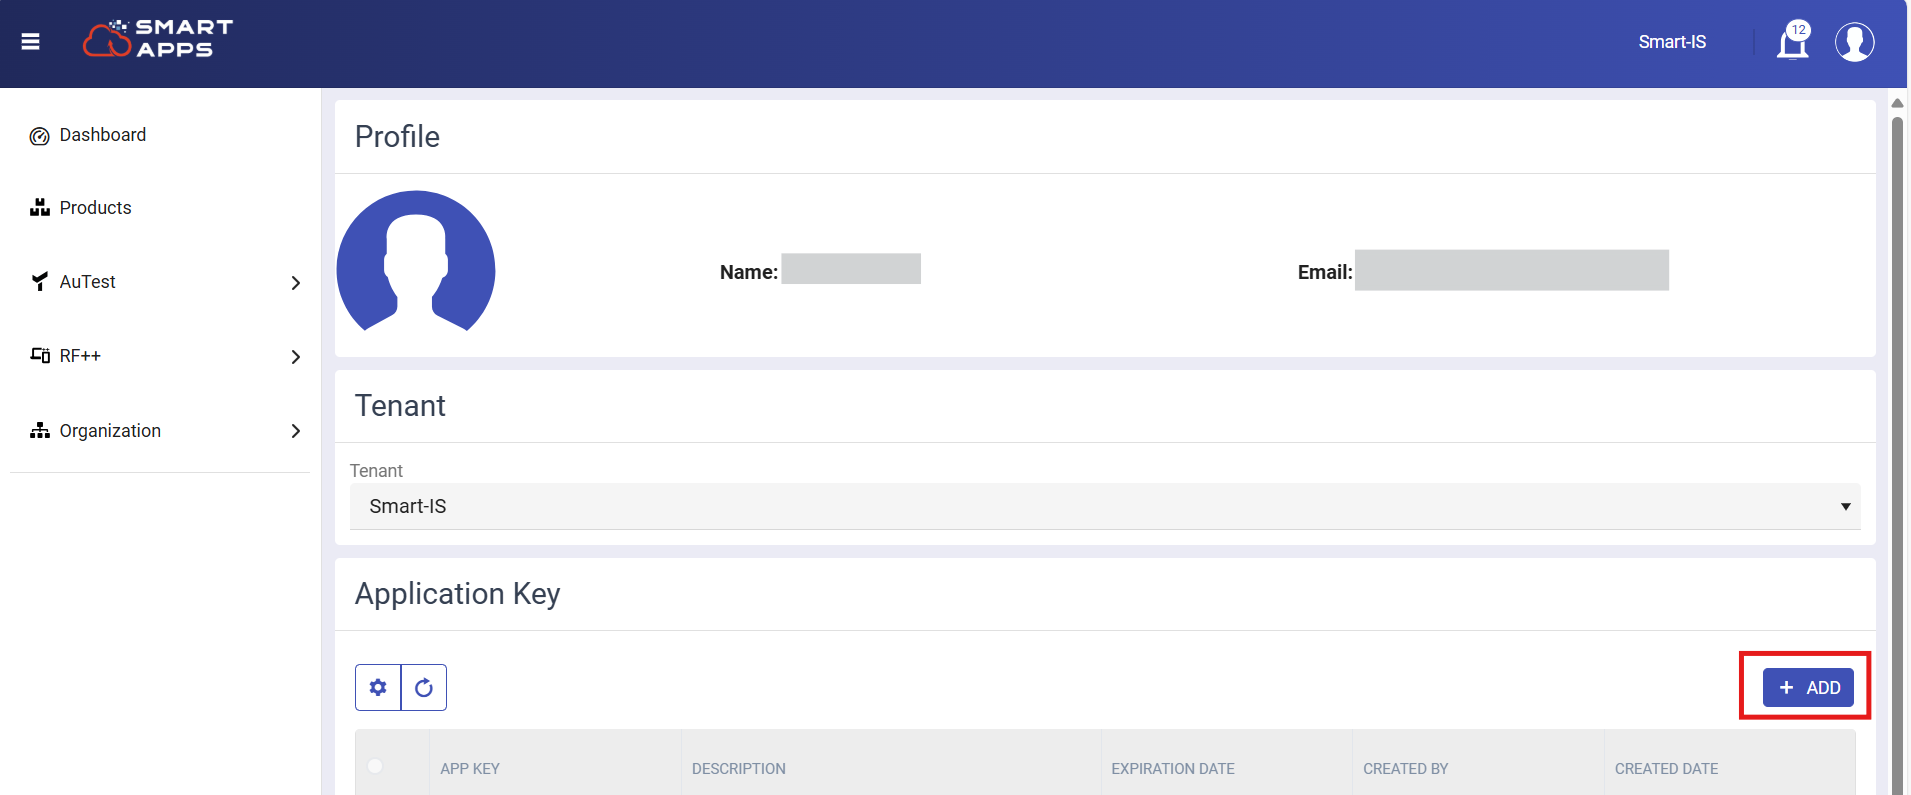 SMART
APPS
Smart-IS
12
Dashboard
Products
AuTest
RF++
Organization
Profile
Name:
Email:
Tenant
Tenant
Smart-IS
Application Key
+ ADD
APP KEY DESCRIPTION EXPIRATION DATE CREATED BY CREATED DATE